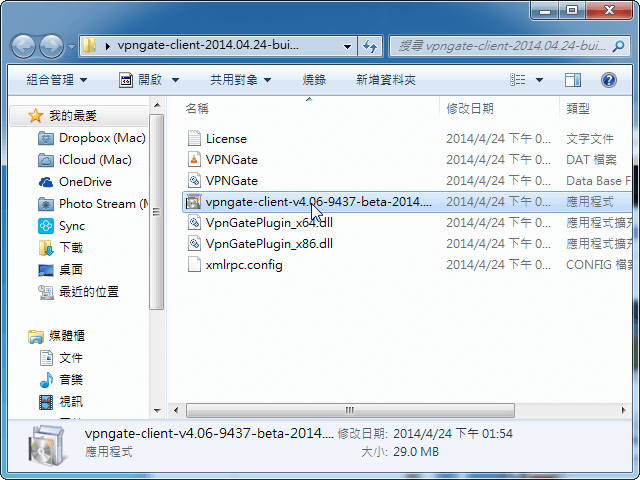 vpngate-client-2014.04.24-bui...
搜尋 vpngate-client-2014.04.24-bui...
組合管理 開啟 共用對象 燒錄 新增資料夾
名稱 修改日期 類型
我的最愛
Dropbox (Mac)
iCloud (Mac)
OneDrive
Photo Stream (M
Sync
下載
桌面
最近的位置
媒體櫃
文件
音樂
視訊
License 2014/4/24 下午 0... 文字文件
VPNGate 2014/4/24 下午 0... DAT 檔案
VPNGate 2014/4/24 下午 0... Data Base F
vpngate-client-v4.06-9437-beta-2014.... 2014/4/24 下午 0... 應用程式
VpnGatePlugin_x64.dll 2014/4/24 下午 0... 應用程式擴充
VpnGatePlugin_x86.dll 2014/4/24 下午 0... 應用程式擴充
xmlrpc.config 2014/4/24 下午 0... CONFIG 檔案
vpngate-client-v4.06-9437-beta-2014.... 修改日期: 2014/4/24 下午 01:54
應用程式 大小: 29.0 MB